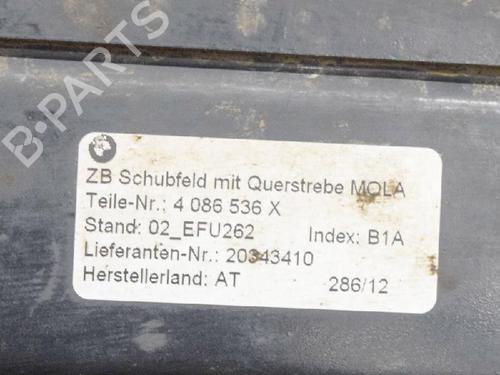 B-PARTS
ZB Schubfeld mit Querstrebe MOLA
Teile-Nr.: 4 086 536 X
Stand: 02_EFU262 Index: B1A
Lieferanten-Nr.: 20343410
Herstellerland: AT 286/12